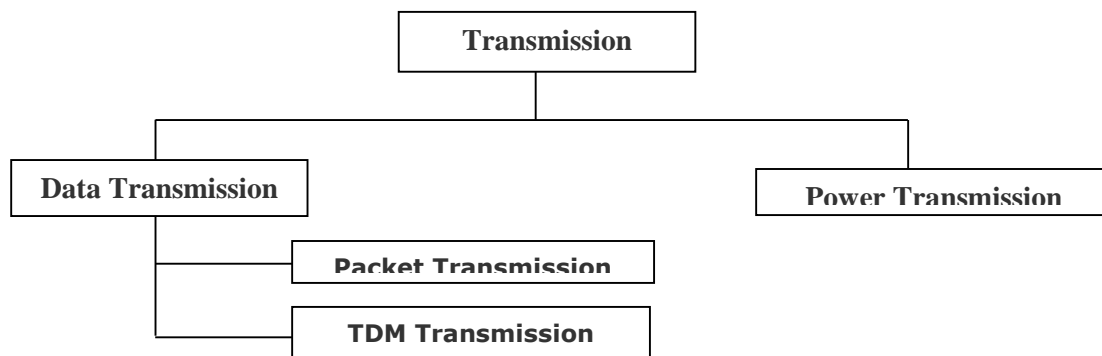 Transmission
Data Transmission
Power Transmission
Packet Transmission
TDM Transmission